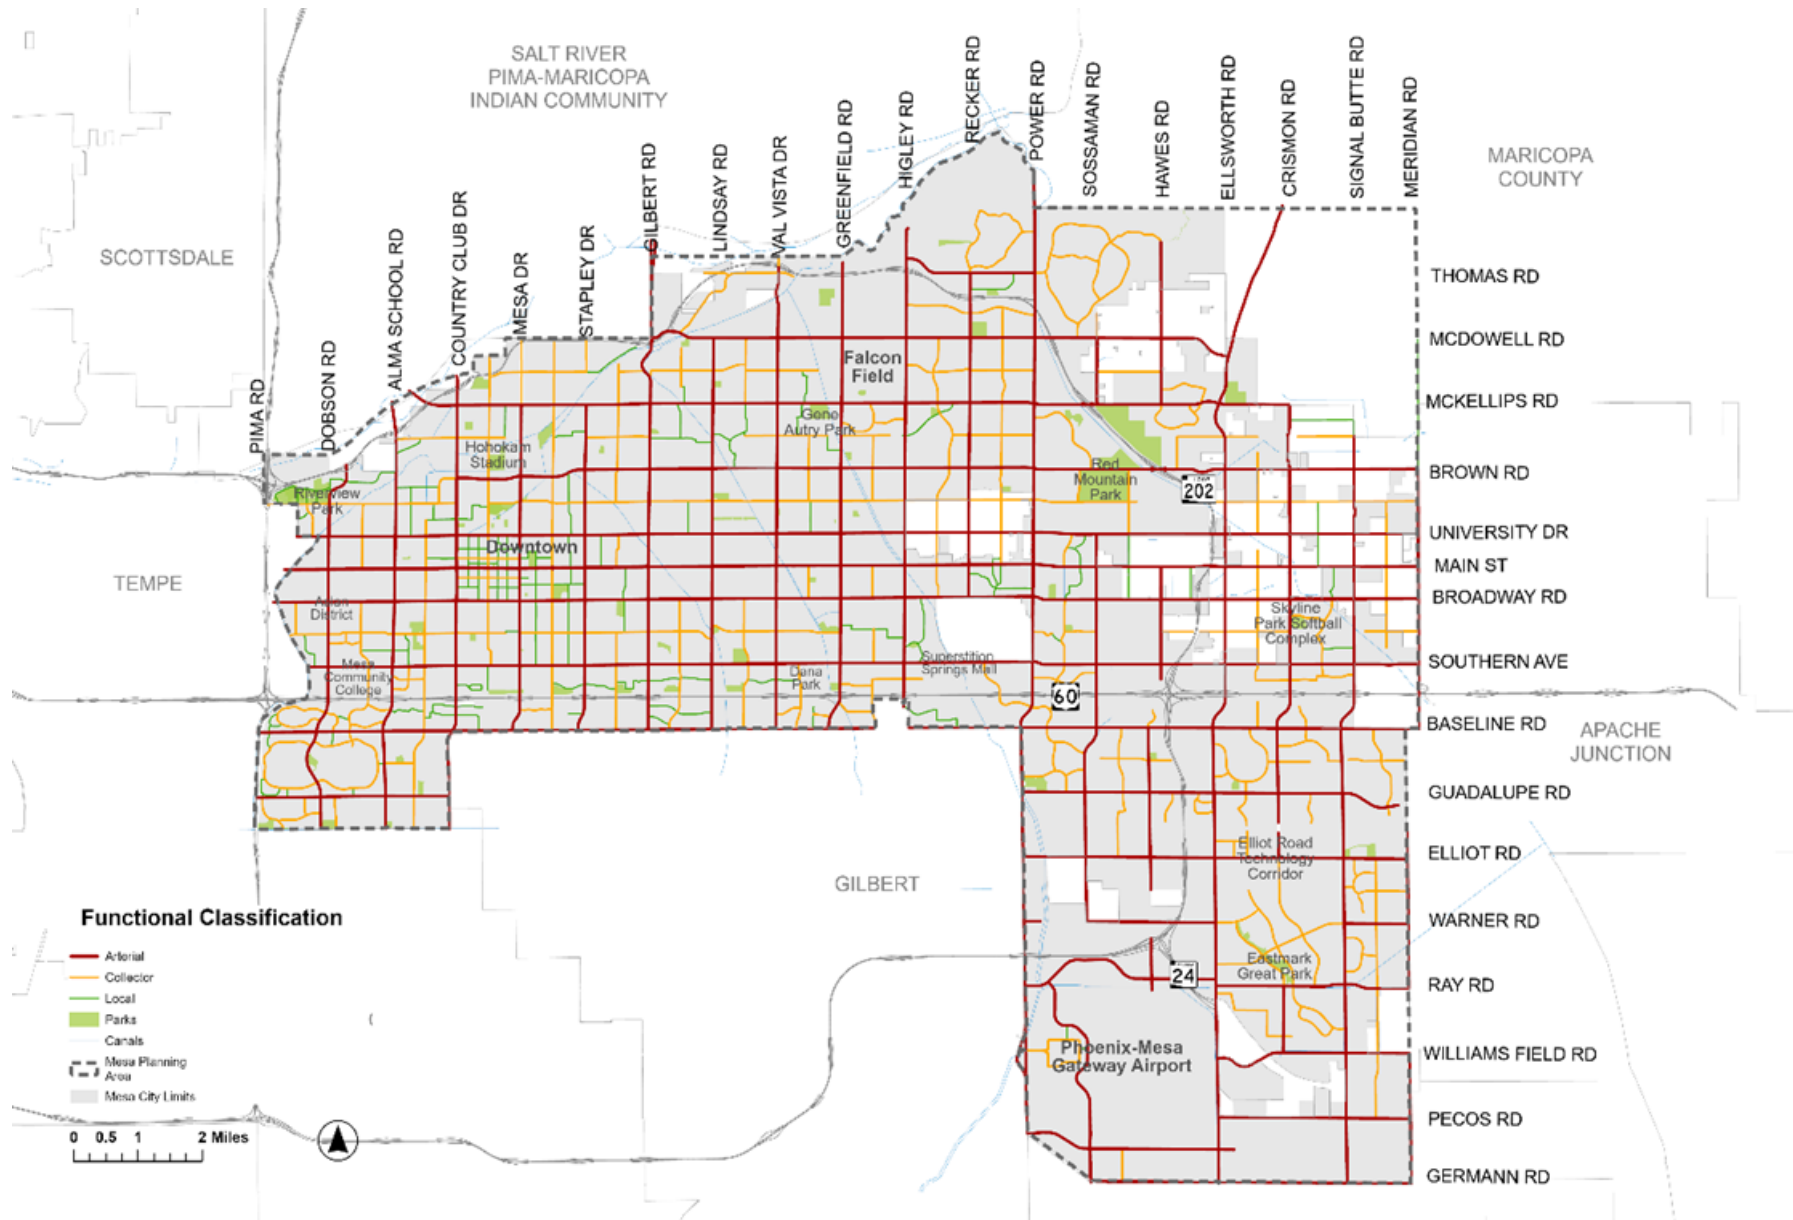 SALT RIVER
PIMA-MARICOPA
INDIAN COMMUNITY
SCOTTSDALE
TEMPE
GILBERT
MARICOPA
COUNTY
APACHE
JUNCTION
PIMA RD
DOBSON RD
ALMA SCHOOL RD
COUNTRY CLUB DR
MESA DR
STAPLEY DR
GILBERT RD
LINDSAY RD
VAL VISTA DR
GREENFIELD RD
HIGLEY RD
RECKER RD
POWER RD
SOSSAMAN RD
HAWES RD
ELLSWORTH RD
CRISMON RD
SIGNAL BUTTE RD
MERIDIAN RD
THOMAS RD
MCDOWELL RD
MCKELLIPS RD
BROWN RD
UNIVERSITY DR
MAIN ST
BROADWAY RD
SOUTHERN AVE
BASELINE RD
GUADALUPE RD
ELLIOT RD
WARNER RD
RAY RD
WILLIAMS FIELD RD
PECOS RD
GERMANN RD
Falcon
Field
Gene
Autry Park
Hohokam
Stadium
Riverview
Park
Red
Mountain
Park
202
Downtown
Asian
District
Mesa
Community
College
Dana
Park
Superstition
Springs Mall
Skyline
Park Softball
Complex
60
Elliot Road
Technology
Corridor
Eastmark
Great Park
24
Phoenix-Mesa
Gateway Airport
Functional Classification
Arterial
Collector
Local
Parks
Canals
Mesa Planning
Area
Mesa City Limits
0 0.5 1 2 Miles